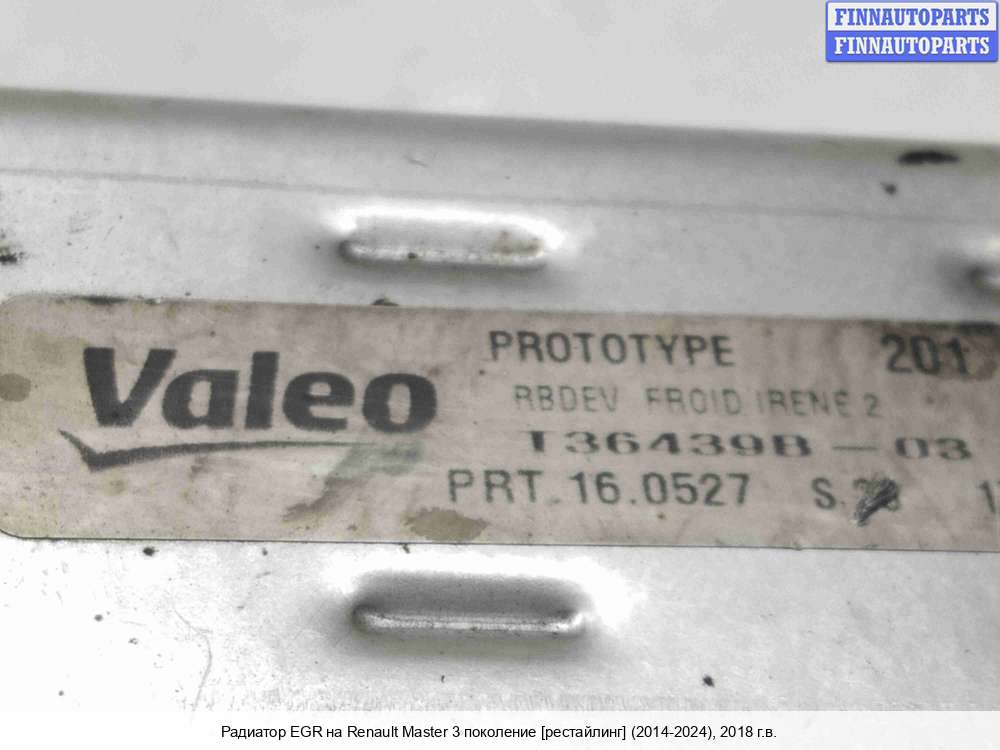 FINNAUTOPARTS
FINNAUTOPARTS
Valeo
PROTOTYPE 201
RBDEV FROID IRENE 2
T36439B-03
PRT.16.0527 S.
Радиатор EGR на Renault Master 3 поколение [рестайлинг] (2014-2024), 2018 г.в.